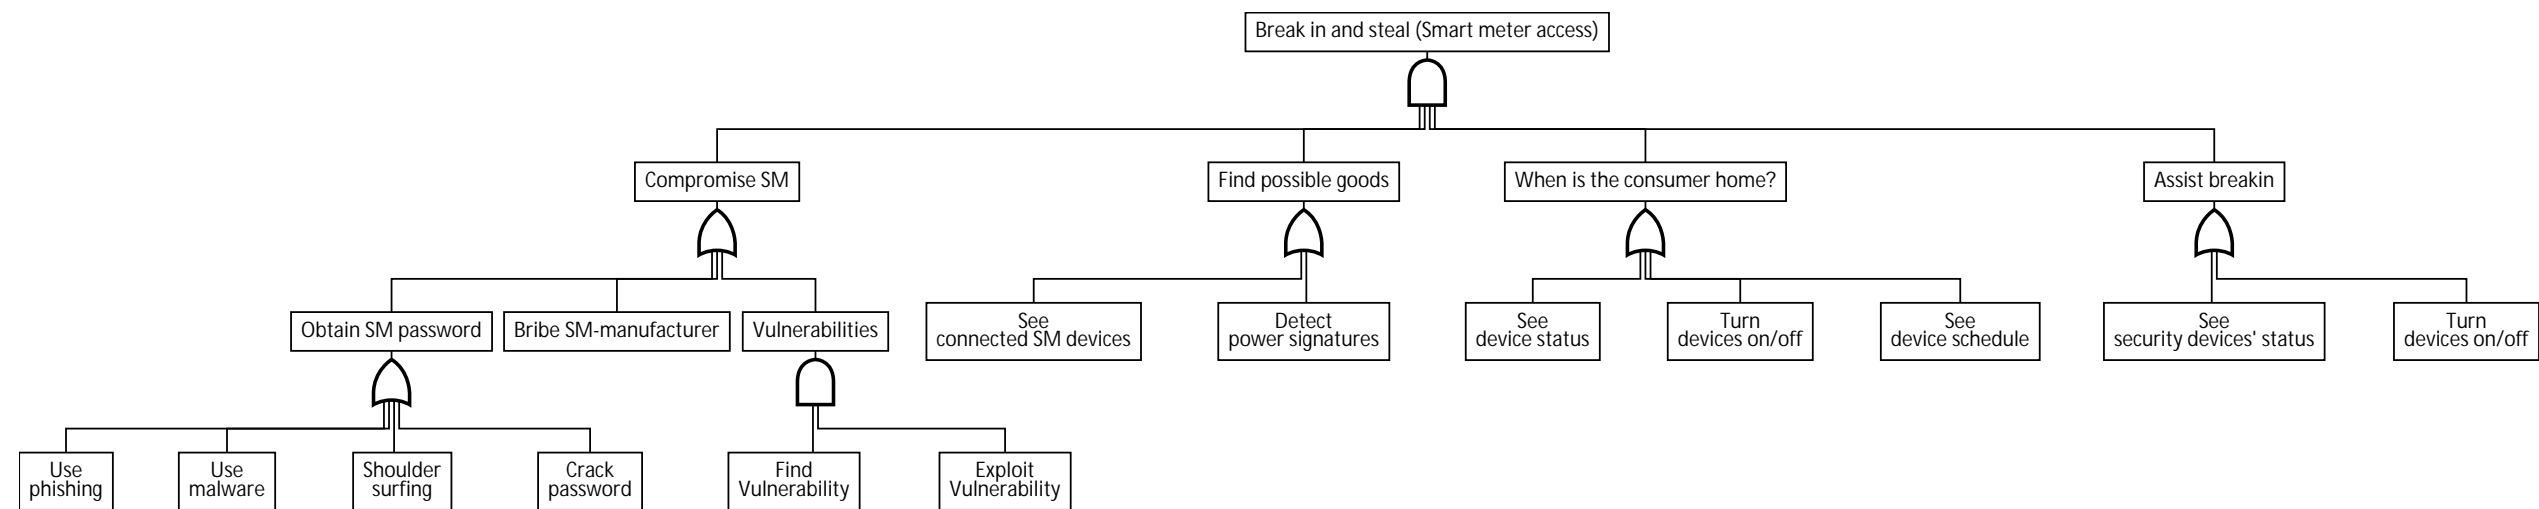 Break in and steal (Smart meter access)
Compromise SM
Find possible goods
When is the consumer home?
Assist breakin
Obtain SM password
Bribe SM-manufacturer
Vulnerabilities
See
connected SM devices
Detect
power signatures
See
device status
Turn
devices on/off
See
device schedule
See
security devices' status
Turn
devices on/off
Use
phishing
Use
malware
Shoulder
surfing
Crack
password
Find
Vulnerability
Exploit
Vulnerability